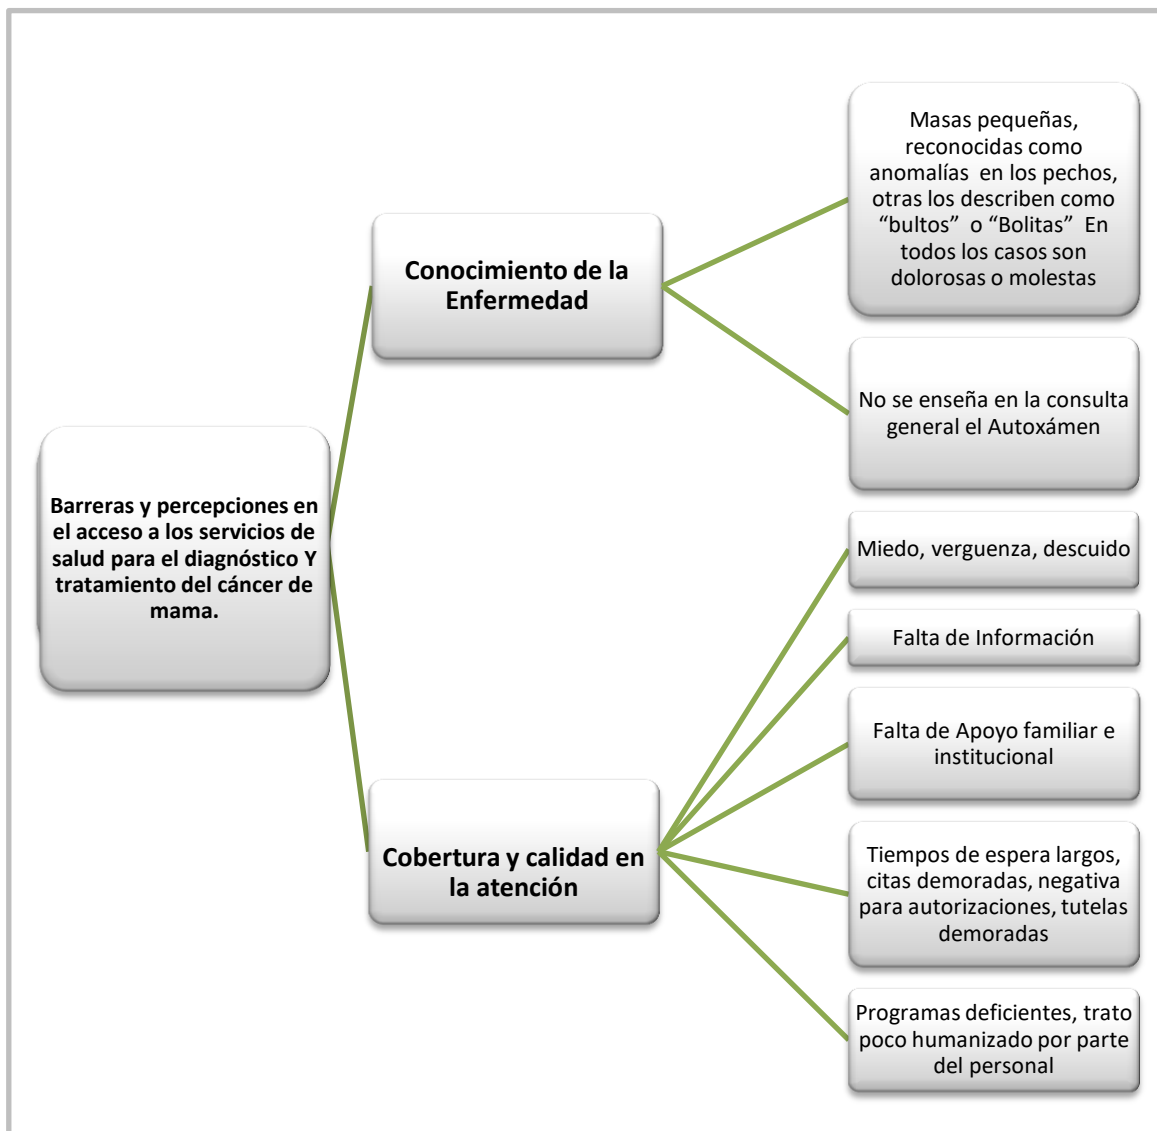 Masas pequeñas,
reconocidas como
anomalías en los pechos,
otras los describen como
“bultos” o “Bolitas” En
todos los casos son
dolorosas o molestas
Conocimiento de la
Enfermedad
No se enseña en la consulta
general el Autoxámen
Barreras y percepciones en
el acceso a los servicios de
salud para el diagnóstico Y
tratamiento del cáncer de
mama.
Miedo, verguenza, descuido
Falta de Información
Falta de Apoyo familiar e
institucional
Cobertura y calidad en
la atención
Tiempos de espera largos,
citas demoradas, negativa
para autorizaciones, tutelas
demoradas
Programas deficientes, trato
poco humanizado por parte
del personal